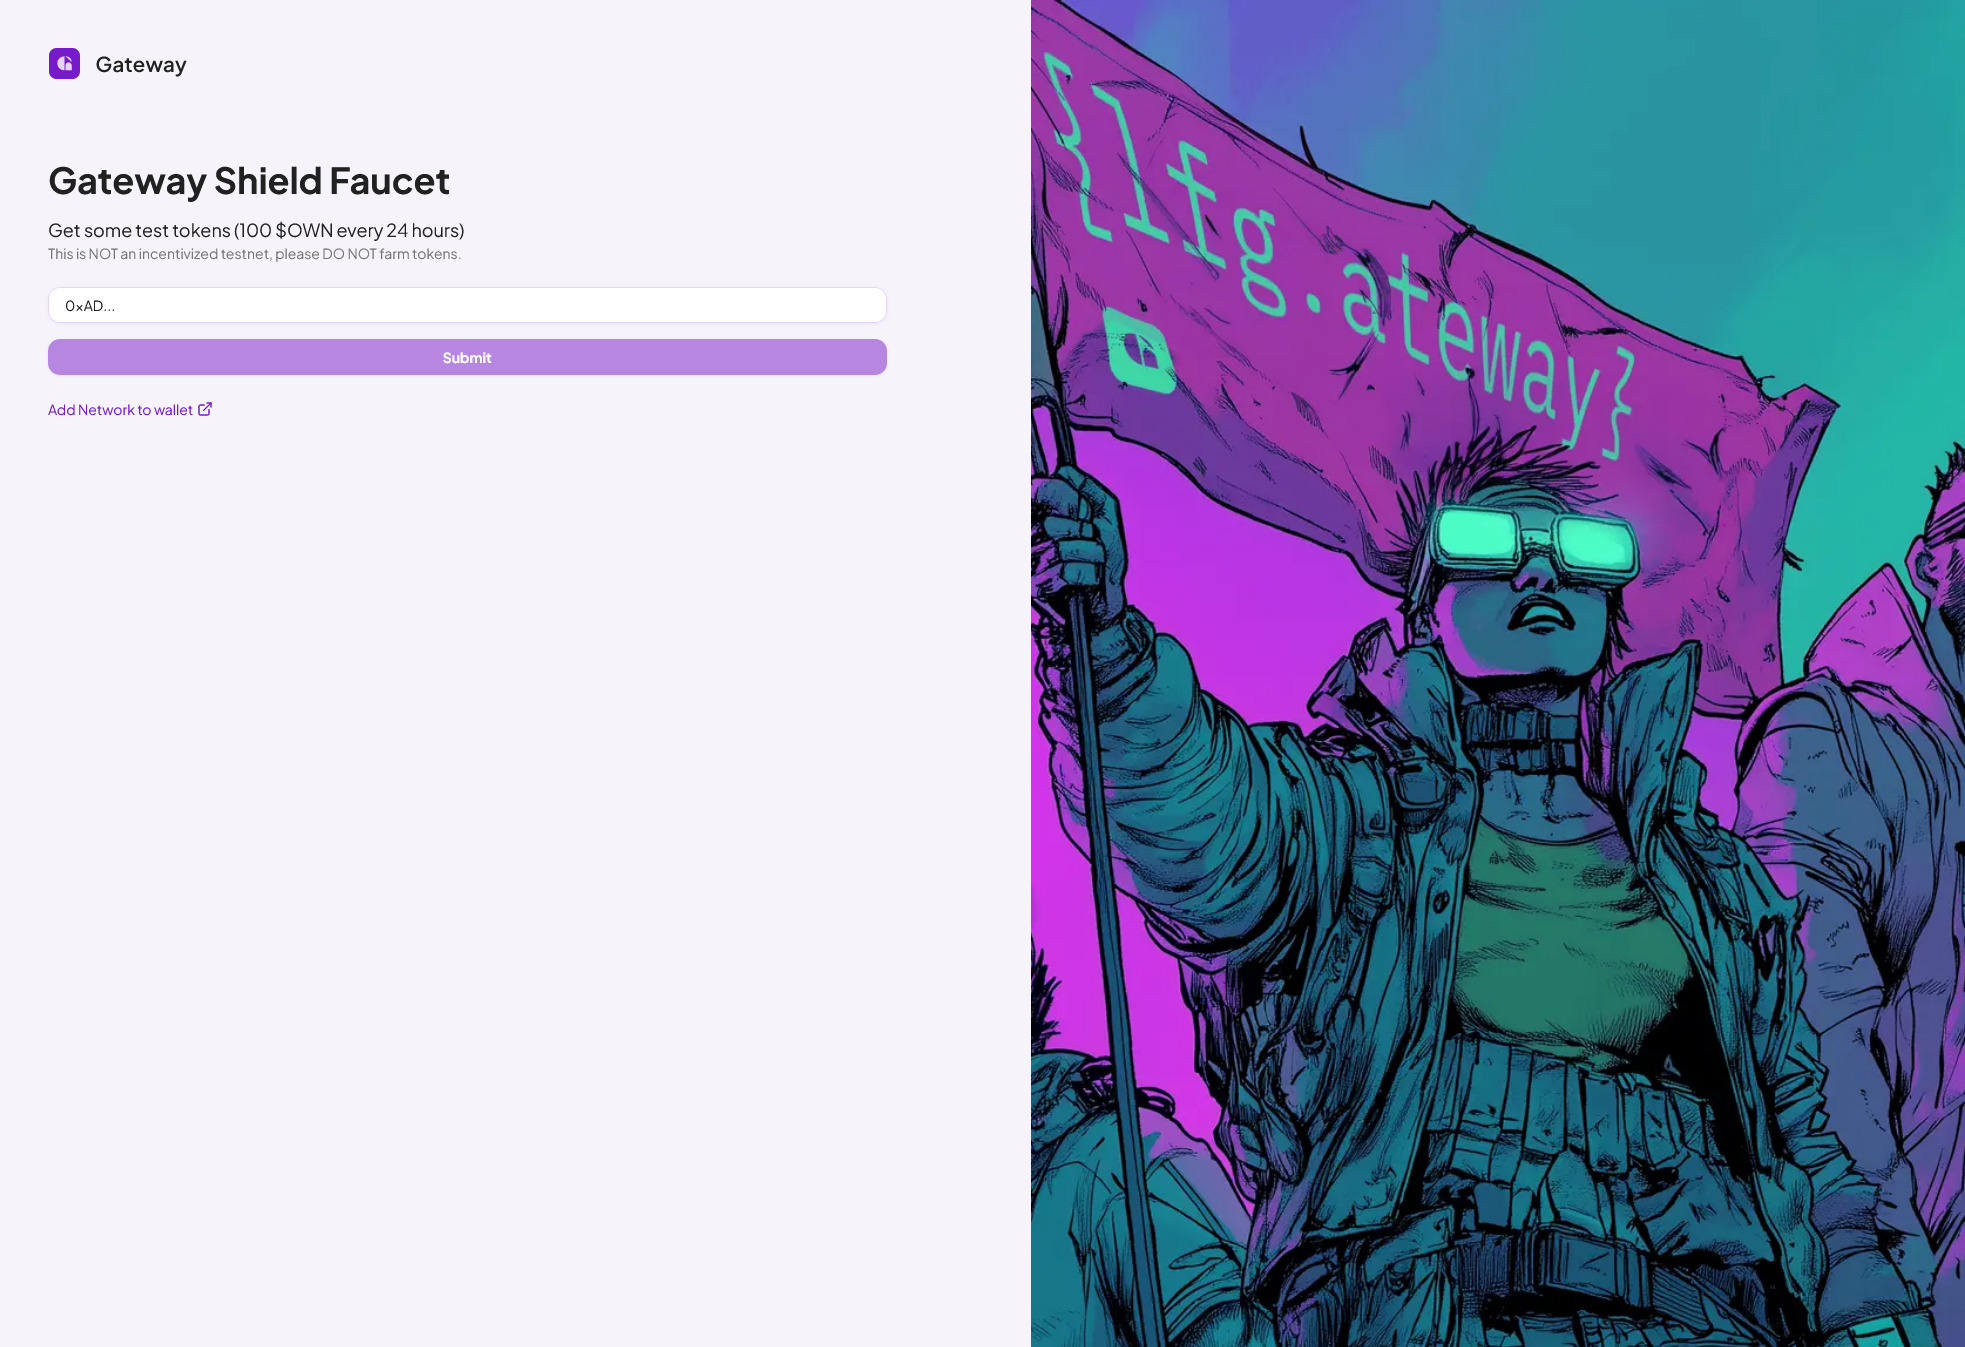 Gateway
Gateway Shield Faucet
Get some test tokens (100 $OWN every 24 hours)
This is NOT an incentivized testnet, please DO NOT farm tokens.
0xAD...
Submit
Add Network to wallet
{lfg.ateway}